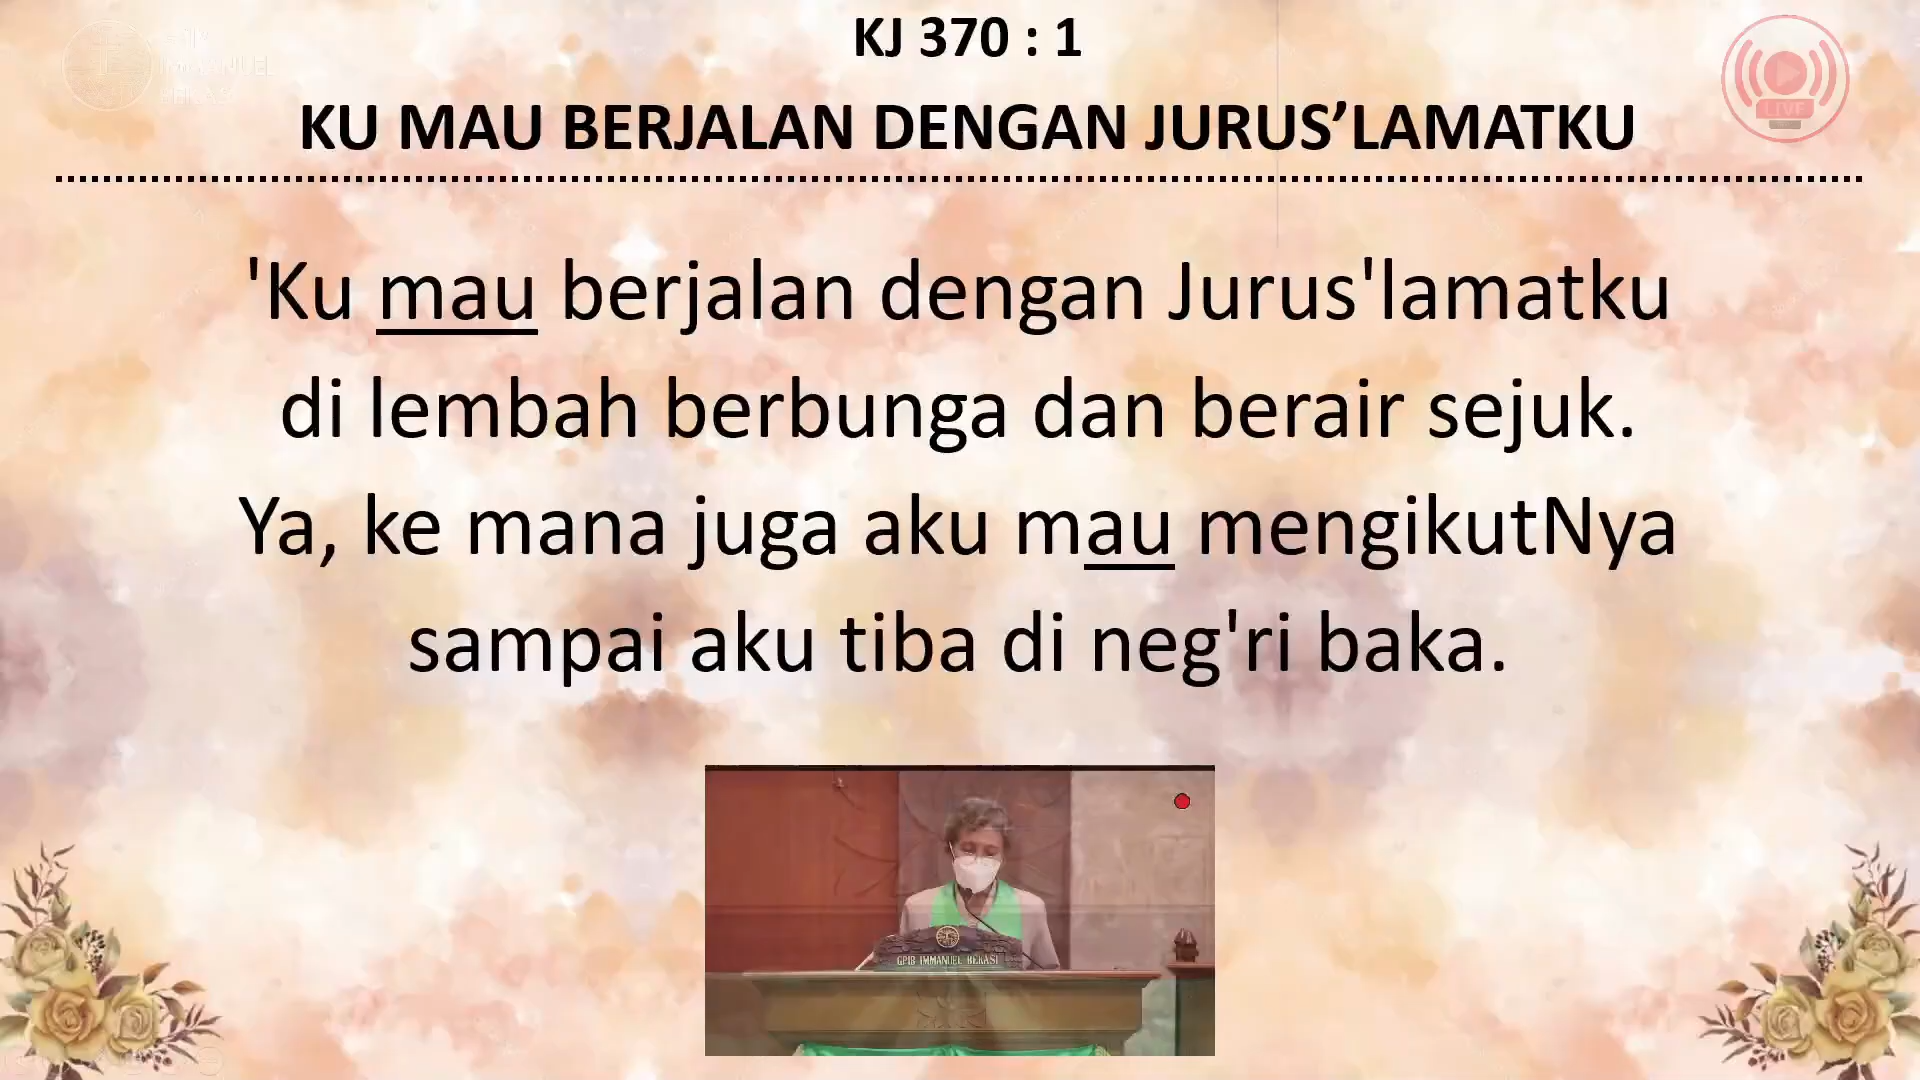 KJ 370 : 1
KU MAU BERJALAN DENGAN JURUS’LAMATKU
LIVE
'Ku mau berjalan dengan Jurus'lamatku
di lembah berbunga dan berair sejuk.
Ya, ke mana juga aku mau mengikutNya
sampai aku tiba di neg'ri baka.
GPIB IMMANUEL BEKASI